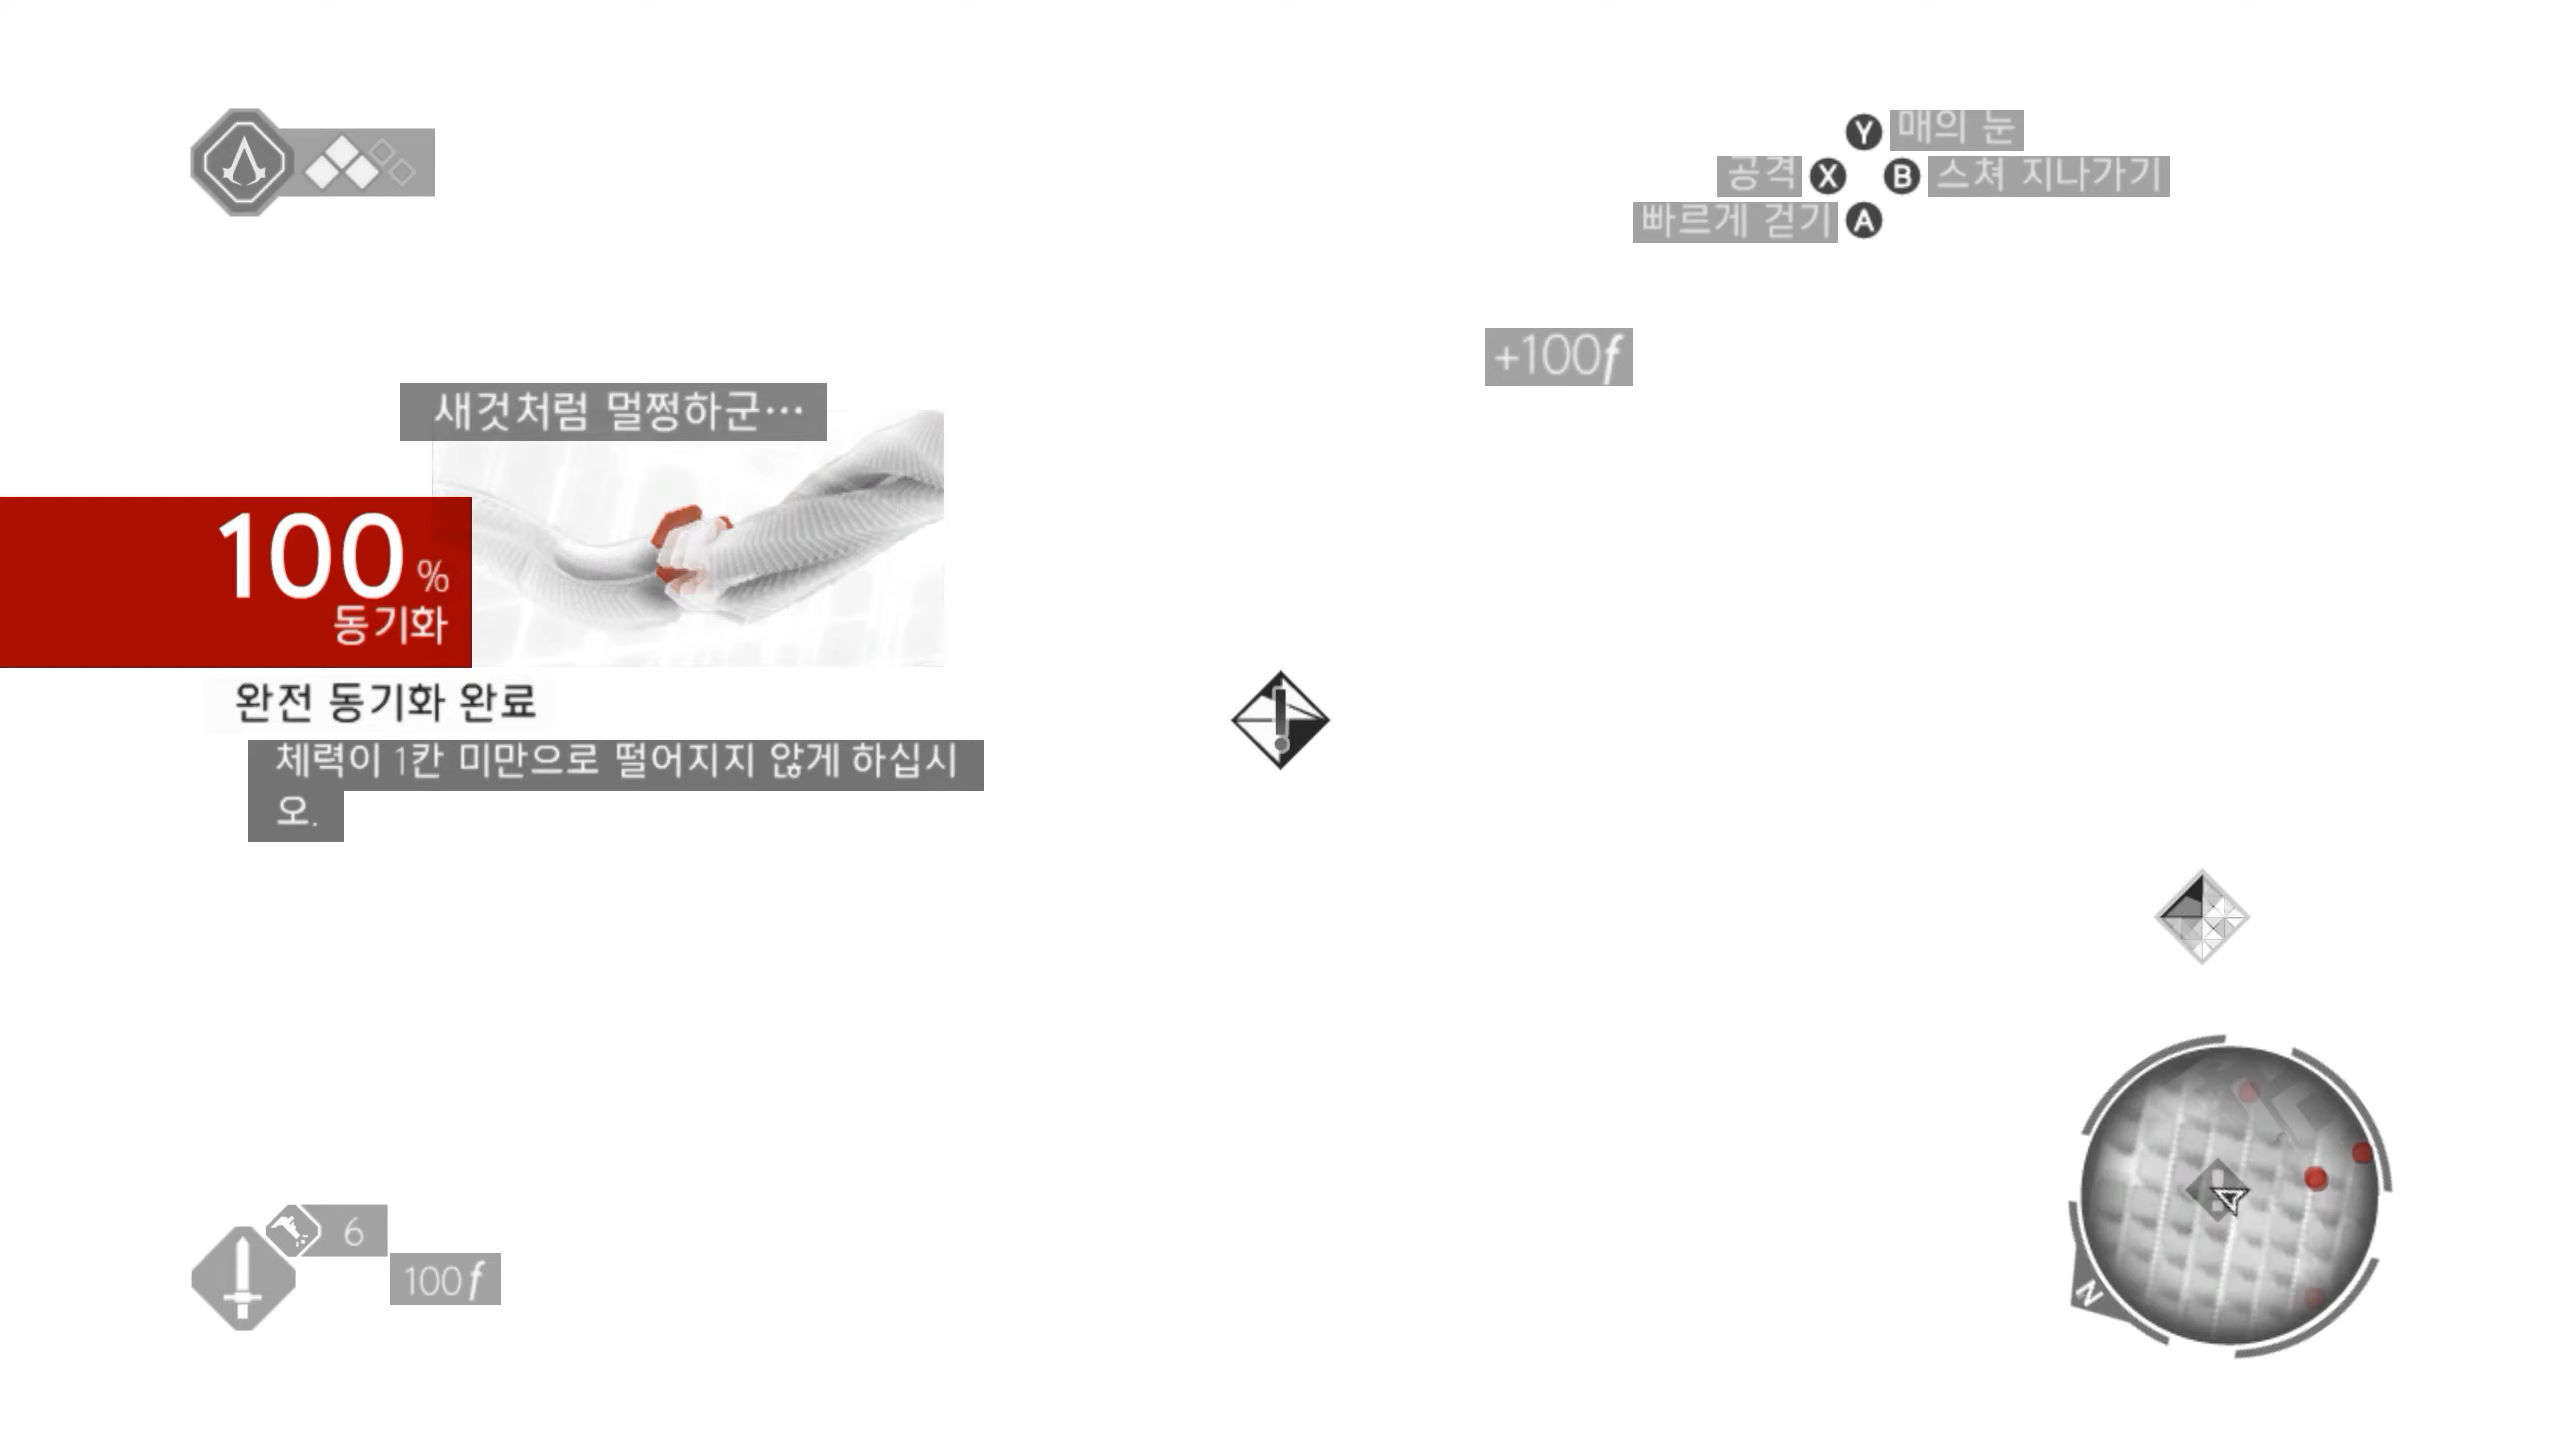 Y 매의 눈
공격 X B 스쳐 지나가기
빠르게 걷기 A
+100f
새것처럼 멀쩡하군…
100 %
동기화
완전 동기화 완료
체력이 1칸 미만으로 떨어지지 않게 하십시
오.
6
100f
N